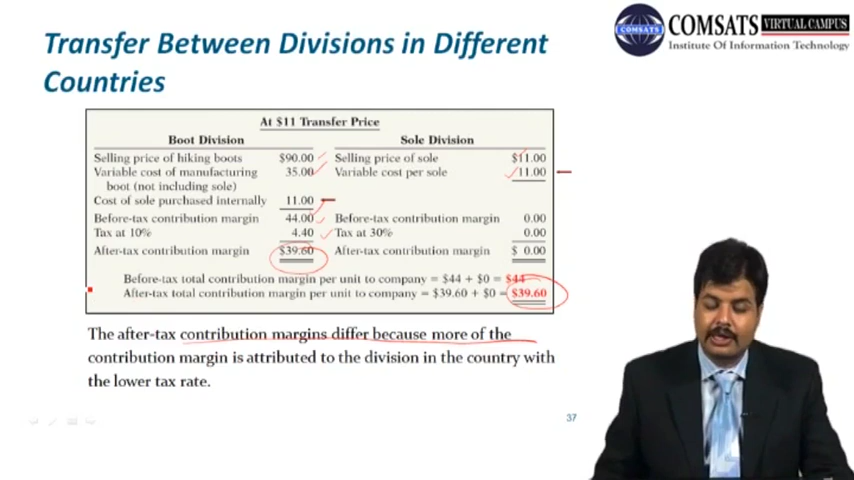 Transfer Between Divisions in Different
Countries
COMSATS
COMSATS VIRTUAL CAMPUS
Institute Of Information Technology
At $11 Transfer Price
Boot Division Sole Division
Selling price of hiking boots $90.00 Selling price of sole $11.00
Variable cost of manufacturing 35.00 Variable cost per sole 11.00
boot (not including sole)
Cost of sole purchased internally 11.00
Before-tax contribution margin 44.00 Before-tax contribution margin 0.00
Tax at 10% 4.40 Tax at 30% 0.00
After-tax contribution margin $39.60 After-tax contribution margin $ 0.00
Before-tax total contribution margin per unit to company = $44 + $0 = $44
After-tax total contribution margin per unit to company = $39.60 + $0 = $39.60
The after-tax contribution margins differ because more of the
contribution margin is attributed to the division in the country with
the lower tax rate.
37